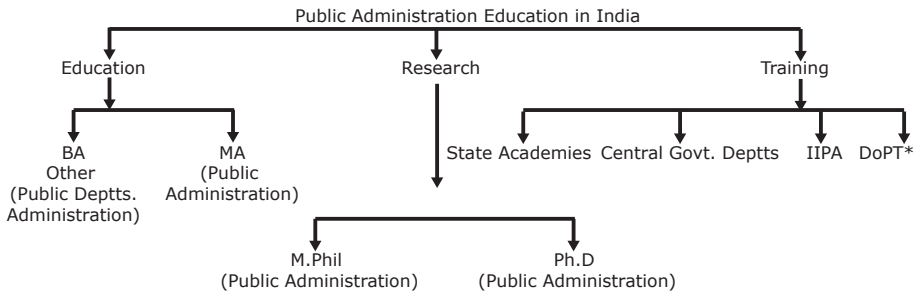 Public Administration Education in India
Education
Research
Training
BA
Other
(Public Deptts.
Administration)
MA
(Public
Administration)
State Academies
Central Govt. Deptts
IIPA
DoPT*
M.Phil
(Public Administration)
Ph.D
(Public Administration)